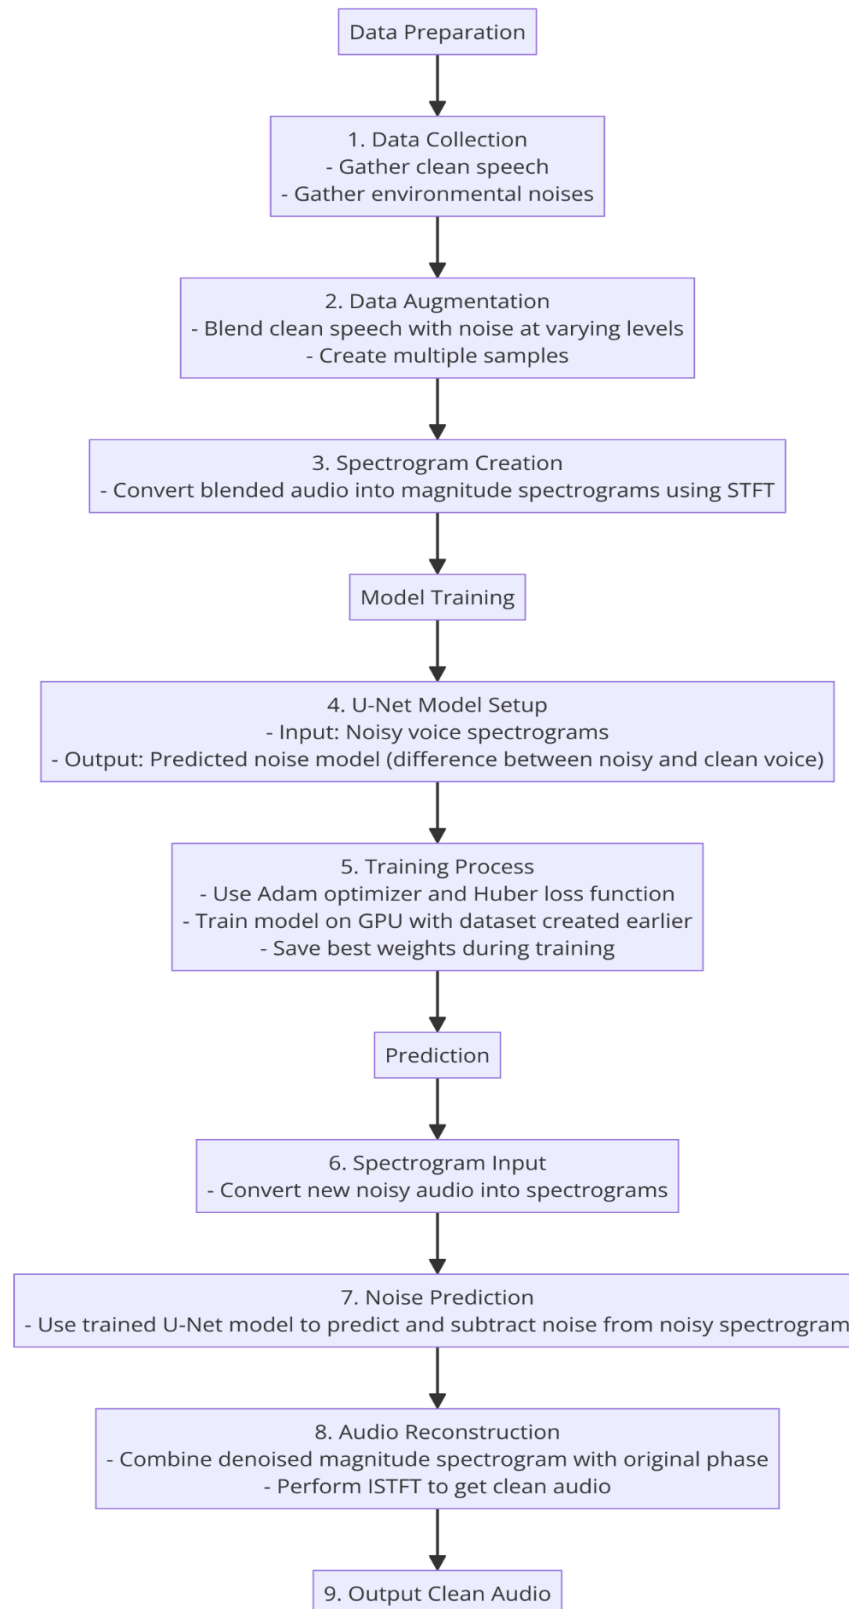 Data Preparation
1. Data Collection
- Gather clean speech
- Gather environmental noises
2. Data Augmentation
- Blend clean speech with noise at varying levels
- Create multiple samples
3. Spectrogram Creation
- Convert blended audio into magnitude spectrograms using STFT
Model Training
4. U-Net Model Setup
- Input: Noisy voice spectrograms
- Output: Predicted noise model (difference between noisy and clean voice)
5. Training Process
- Use Adam optimizer and Huber loss function
- Train model on GPU with dataset created earlier
- Save best weights during training
Prediction
6. Spectrogram Input
- Convert new noisy audio into spectrograms
7. Noise Prediction
- Use trained U-Net model to predict and subtract noise from noisy spectrogram
8. Audio Reconstruction
- Combine denoised magnitude spectrogram with original phase
- Perform ISTFT to get clean audio
9. Output Clean Audio